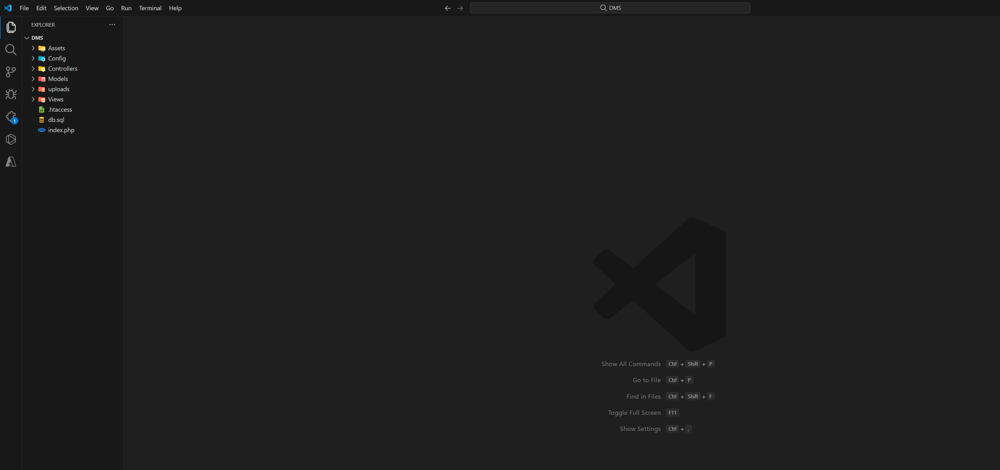 File Edit Selection View Go Run Terminal Help
DMS
EXPLORER
DMS
Assets
Config
Controllers
Models
uploads
Views
.htaccess
db.sql
php index.php
1
Show All Commands Ctrl + Shift + P
Go to File Ctrl + P
Find in Files Ctrl + Shift + F
Toggle Full Screen F11
Show Settings Ctrl + ,